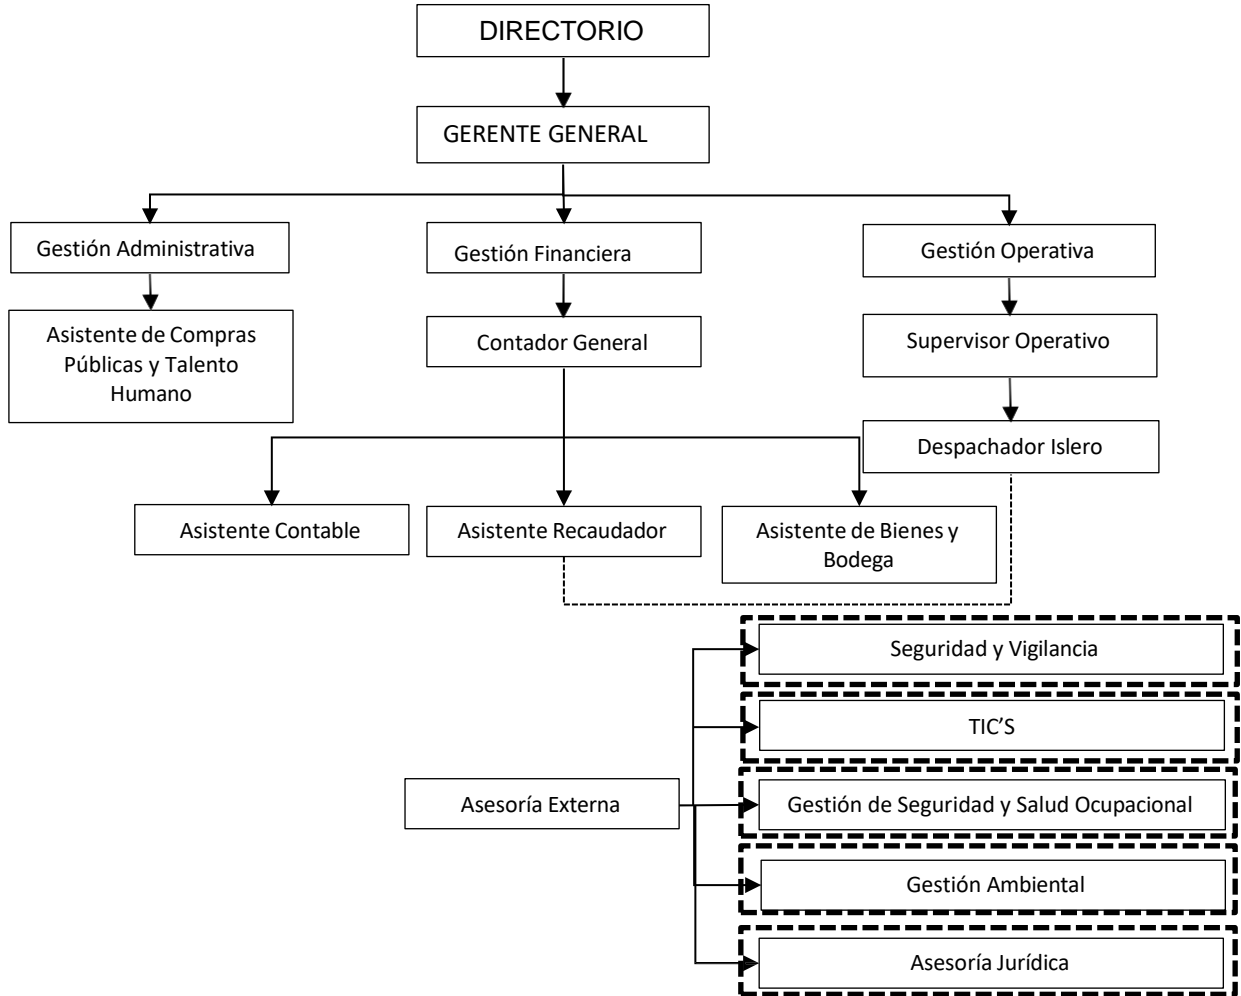 DIRECTORIO
GERENTE GENERAL
Gestión Administrativa
Gestión Financiera
Gestión Operativa
Asistente de Compras
Públicas y Talento
Humano
Contador General
Supervisor Operativo
Despachador Islero
Asistente Contable
Asistente Recaudador
Asistente de Bienes y
Bodega
Seguridad y Vigilancia
TIC’S
Asesoría Externa
Gestión de Seguridad y Salud Ocupacional
Gestión Ambiental
Asesoría Jurídica